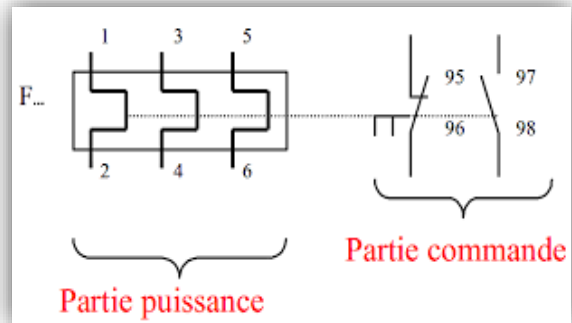 1 3 5
F...
95 97
96 98
2 4 6
Partie commande
Partie puissance